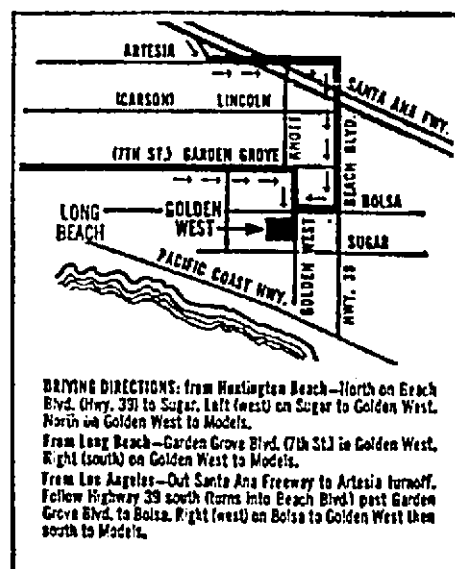 ARTESIA
SANTA ANA FWY.
(CARSON) LINCOLN
KNOTT
BEACH BLVD.
(7TH ST.) GARDEN GROVE
BOLSA
LONG BEACH
GOLDEN WEST
SUGAR
GOLDEN WEST
HWY. 39
PACIFIC COAST HWY.
DRIVING DIRECTIONS: from Huntington Beach—North on Beach
Blvd. (Hwy. 39) to Sugar. Left (west) on Sugar to Golden West.
North on Golden West to Models.
From Long Beach—Garden Grove Blvd. (7th St.) to Golden West.
Right (south) on Golden West to Models.
From Los Angeles—Out Santa Ana Freeway to Artesia turnoff.
Follow Highway 39 south (turns into Beach Blvd.) past Garden
Grove Blvd. to Bolsa. Right (west) on Bolsa to Golden West then
south to Models.